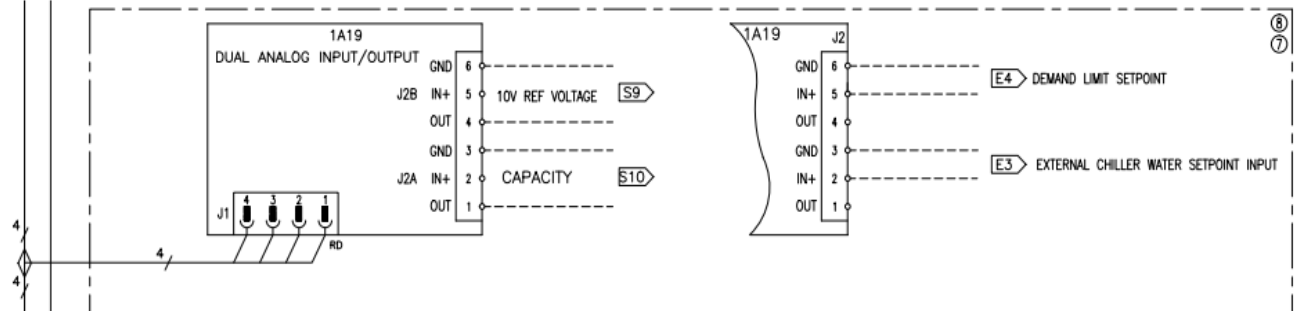 1A19
DUAL ANALOG INPUT/OUTPUT
GND 6
J2B IN+ 5 10V REF VOLTAGE S9
OUT 4
GND 3
J2A IN+ 2 CAPACITY S10
OUT 1
J1 4 3 2 1
RD
4
4
4
1A19 J2
GND 6
IN+ 5
E4 DEMAND LIMIT SETPOINT
OUT 4
GND 3
E3 EXTERNAL CHILLER WATER SETPOINT INPUT
IN+ 2
OUT 1
8
7